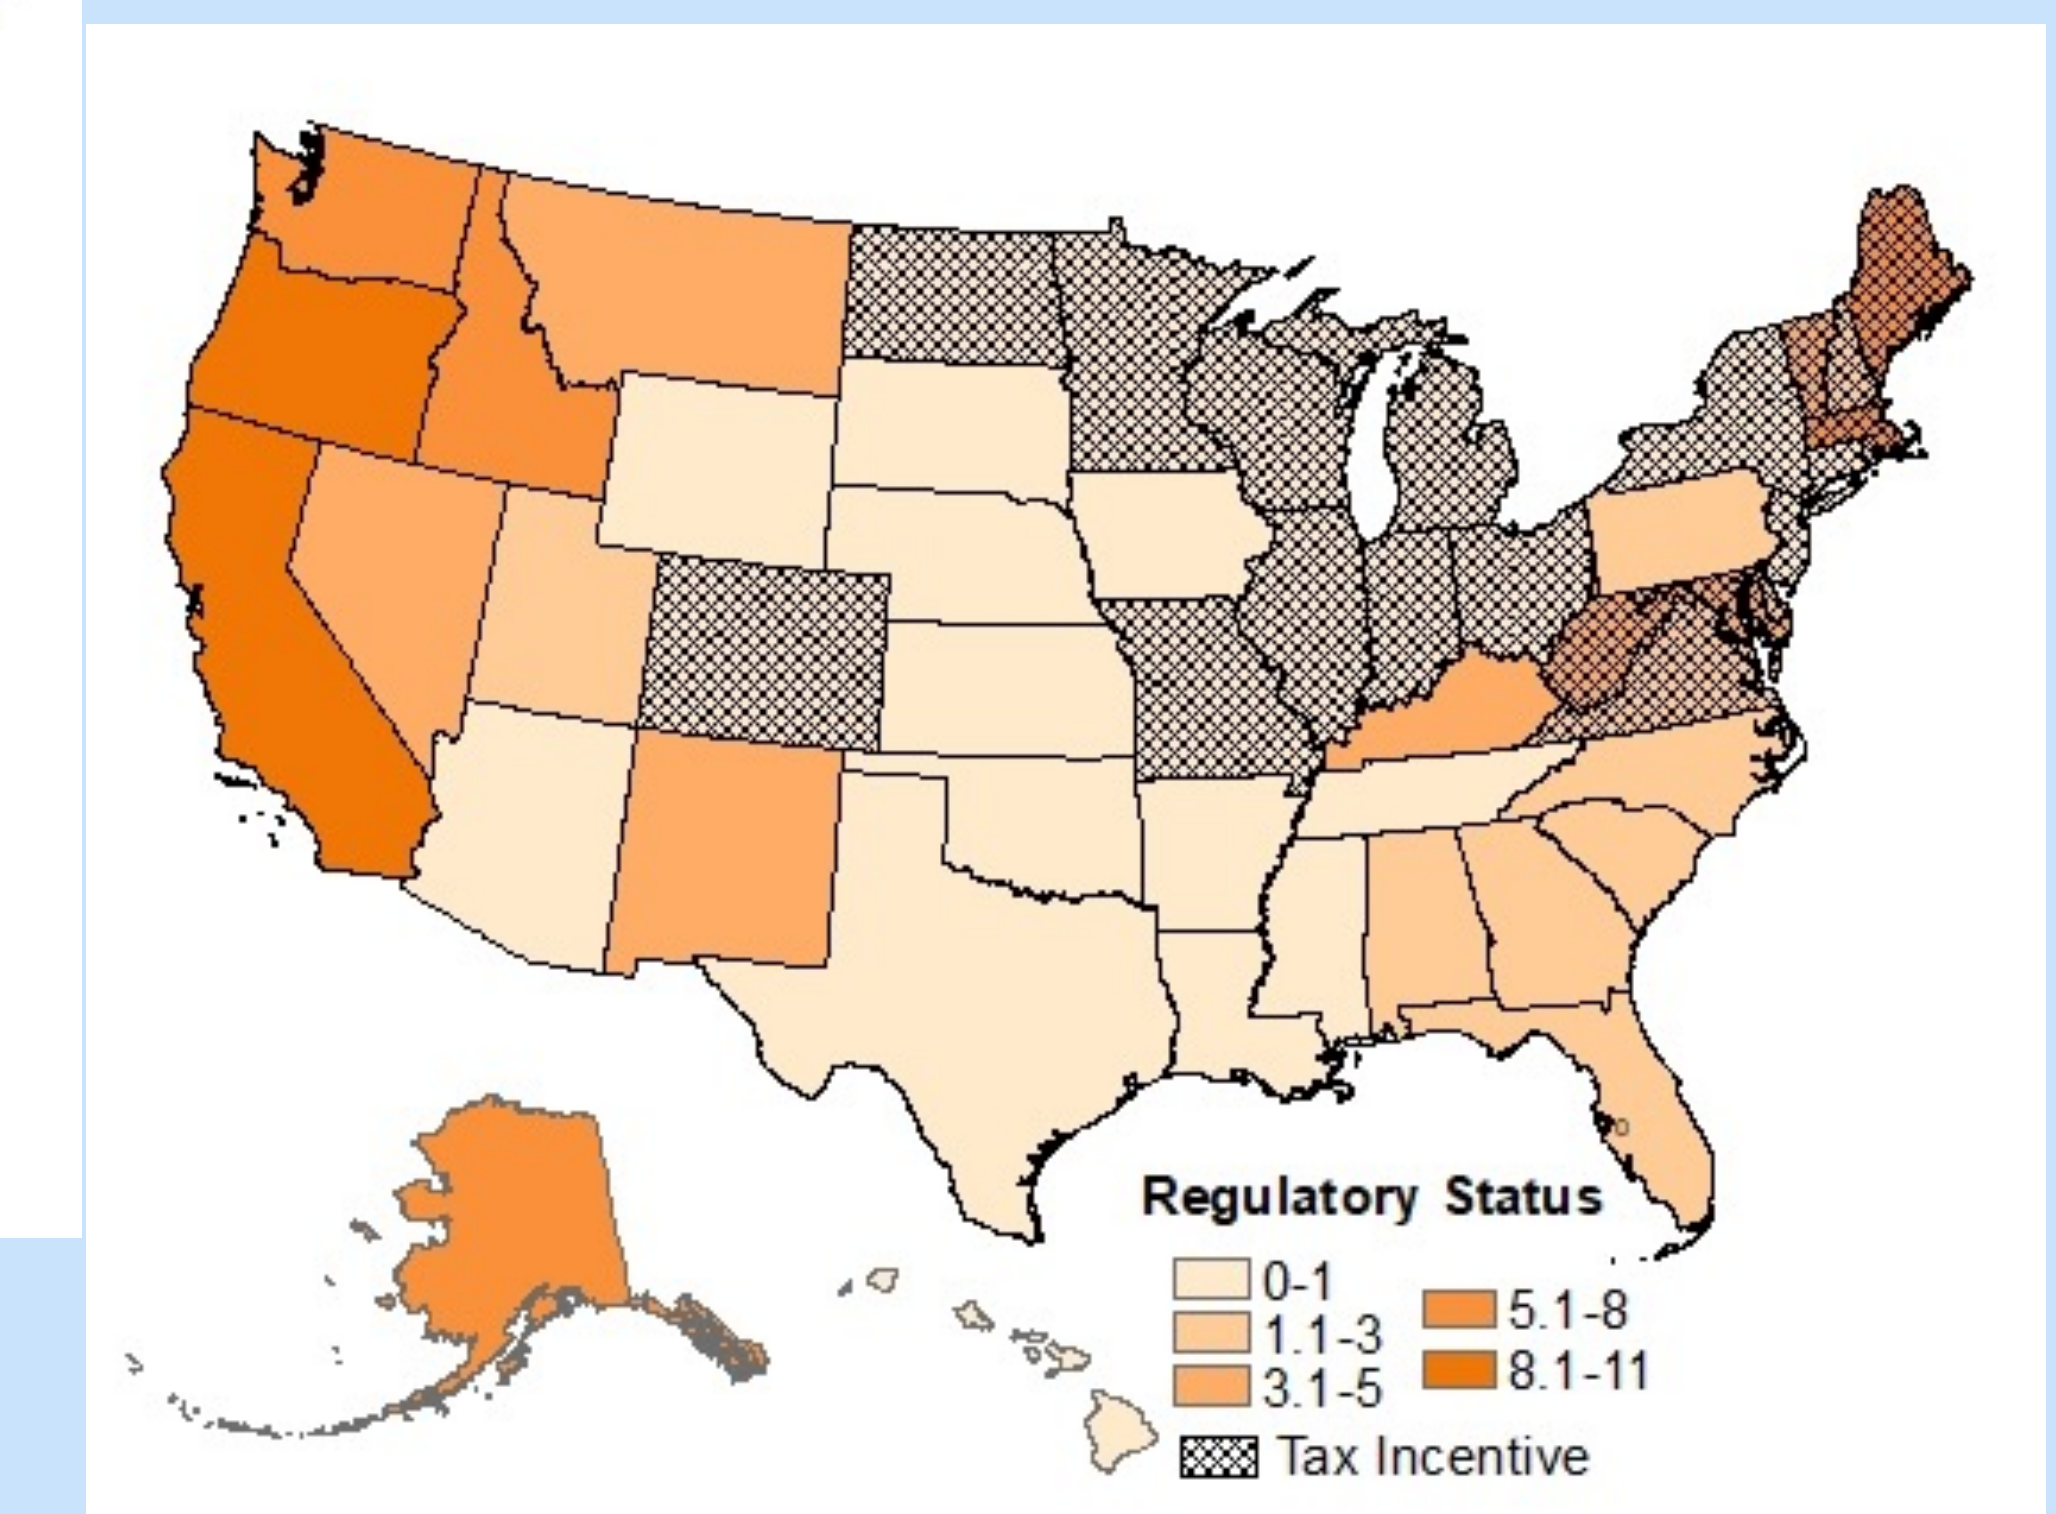 Regulatory Status
0-1
1.1-3
3.1-5
5.1-8
8.1-11
Tax Incentive